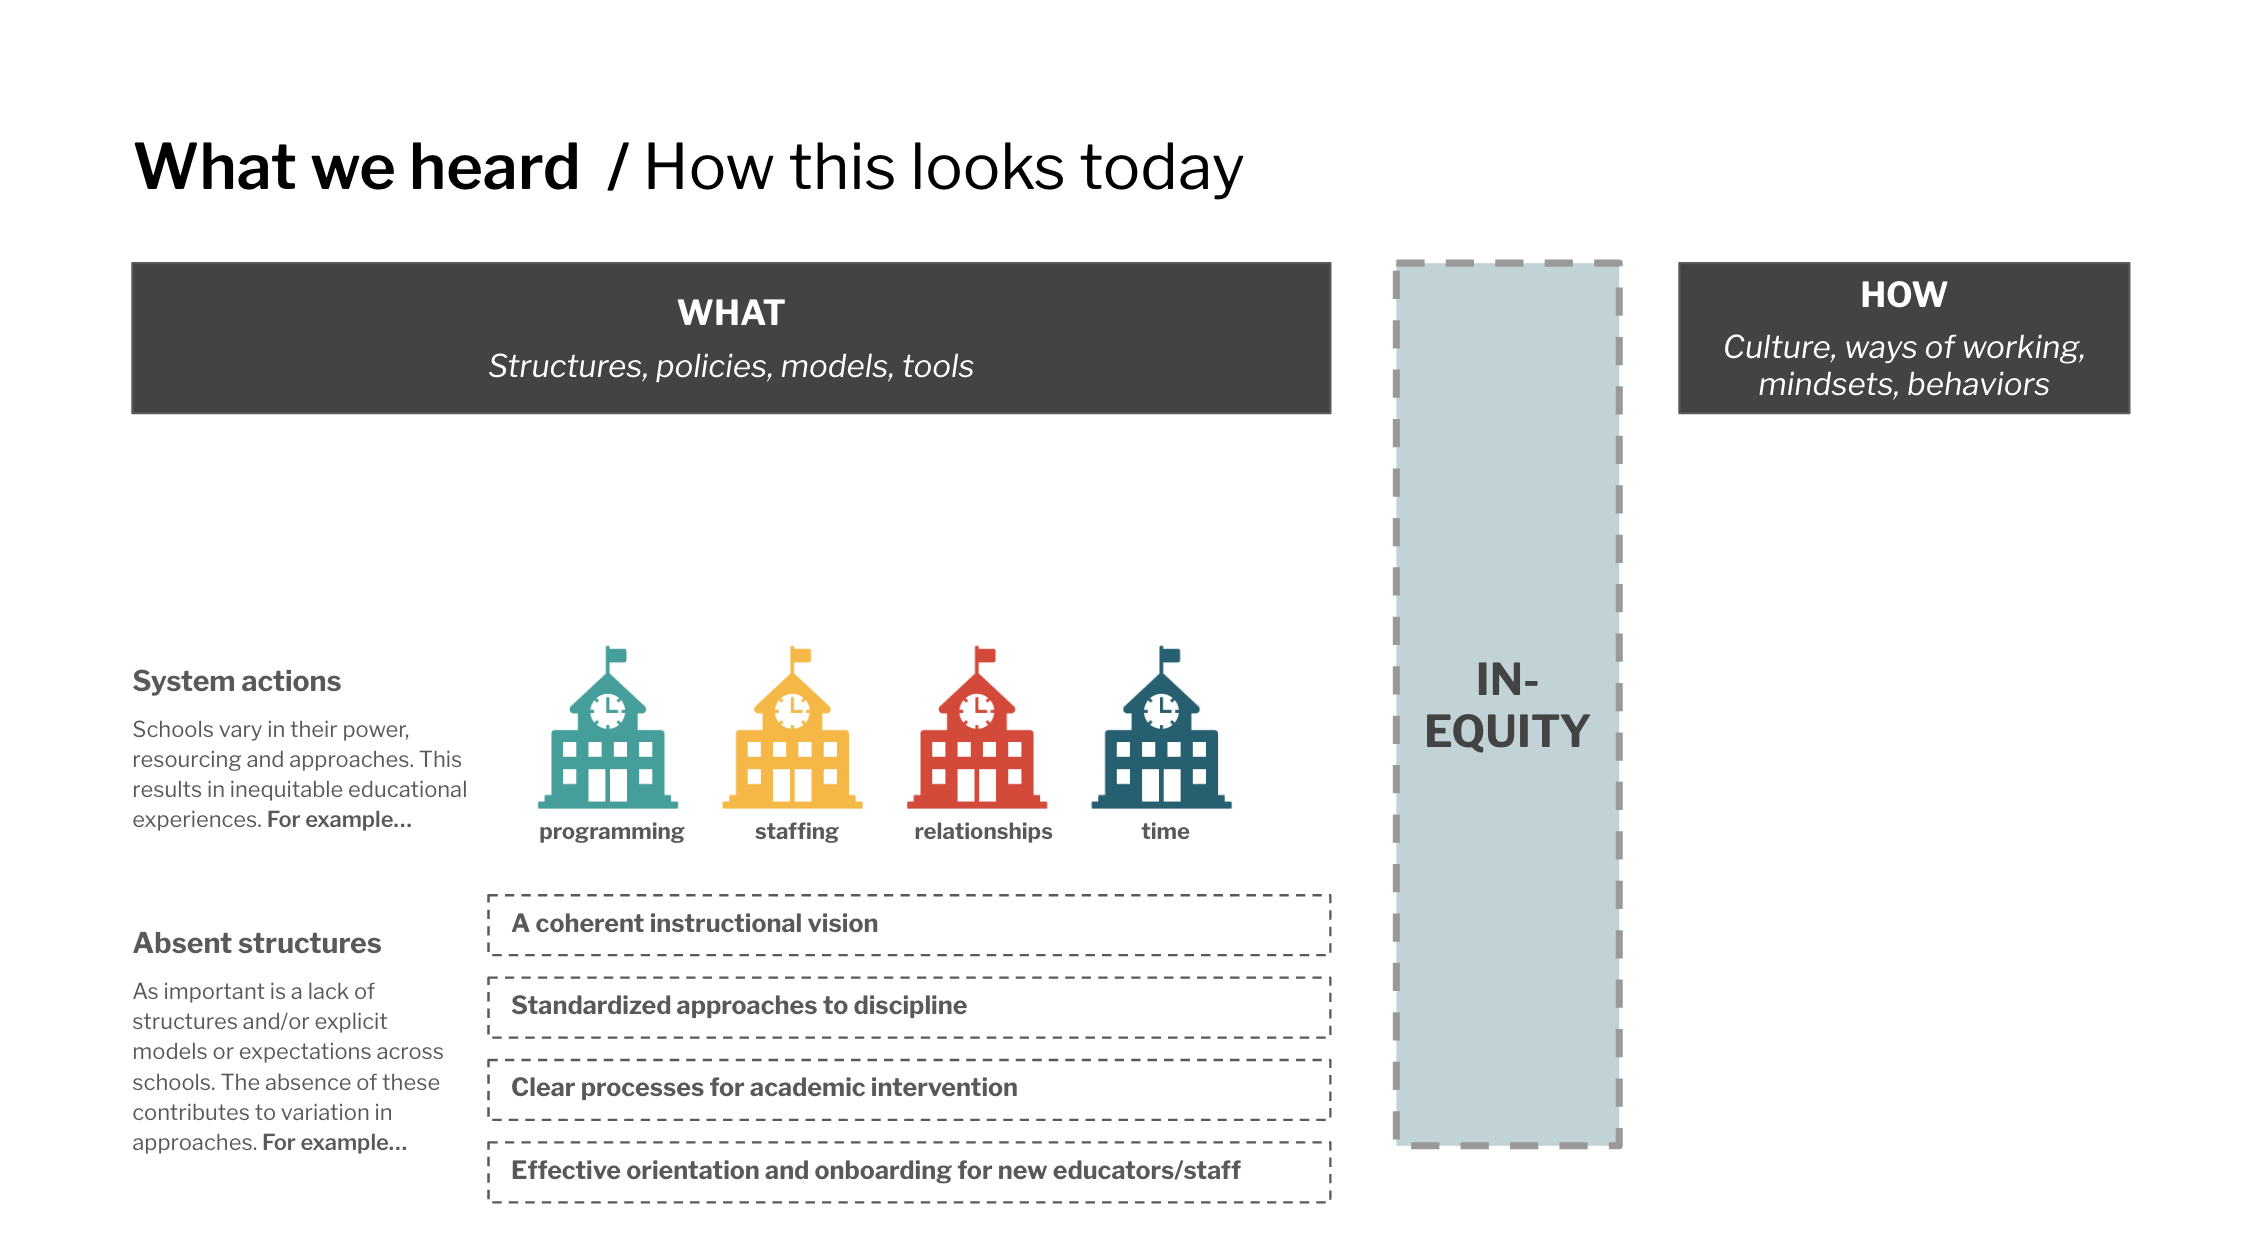 What we heard / How this looks today
WHAT
Structures, policies, models, tools
IN-
EQUITY
HOW
Culture, ways of working,
mindsets, behaviors
System actions
Schools vary in their power,
resourcing and approaches. This
results in inequitable educational
experiences. For example...
programming
staffing
relationships
time
Absent structures
As important is a lack of
structures and/or explicit
models or expectations across
schools. The absence of these
contributes to variation in
approaches. For example...
A coherent instructional vision
Standardized approaches to discipline
Clear processes for academic intervention
Effective orientation and onboarding for new educators/staff